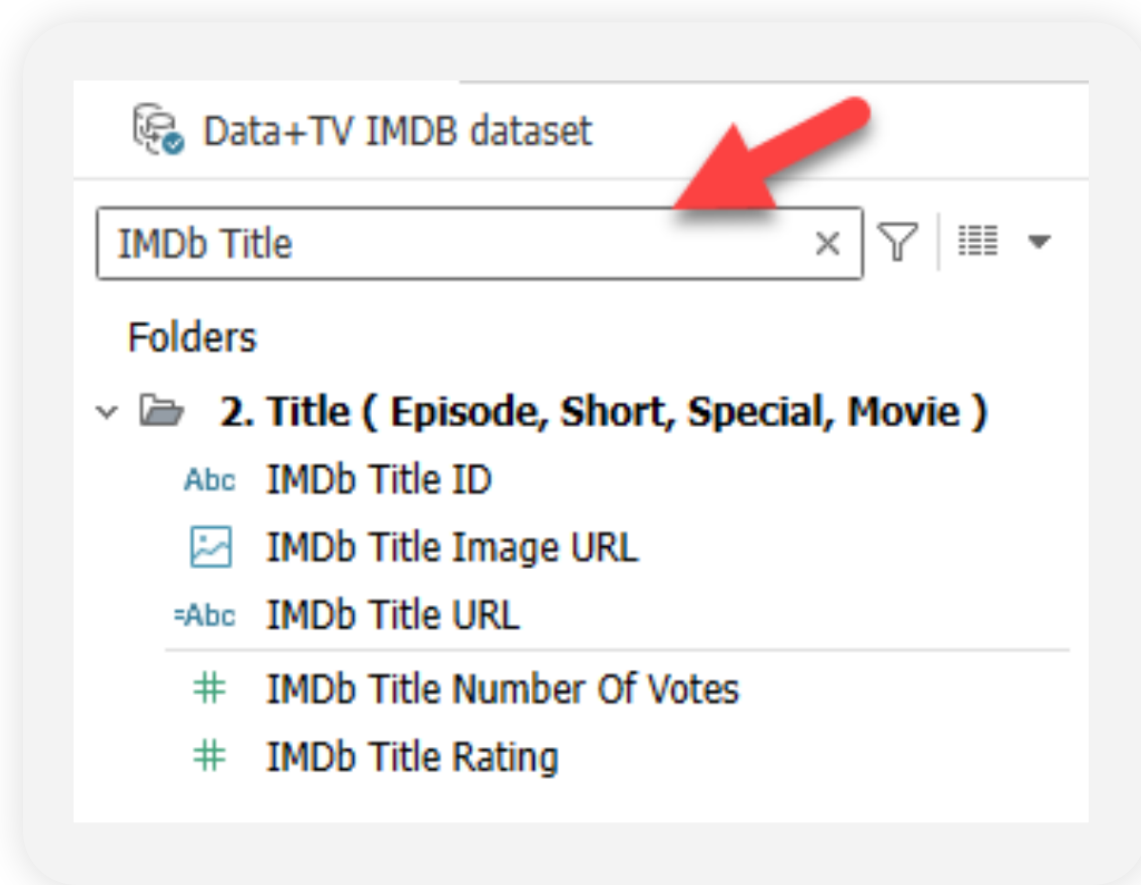 Data+TV IMDB dataset
IMDb Title
Folders
2. Title ( Episode, Short, Special, Movie )
Abc IMDb Title ID
IMDb Title Image URL
=Abc IMDb Title URL
# IMDb Title Number Of Votes
# IMDb Title Rating